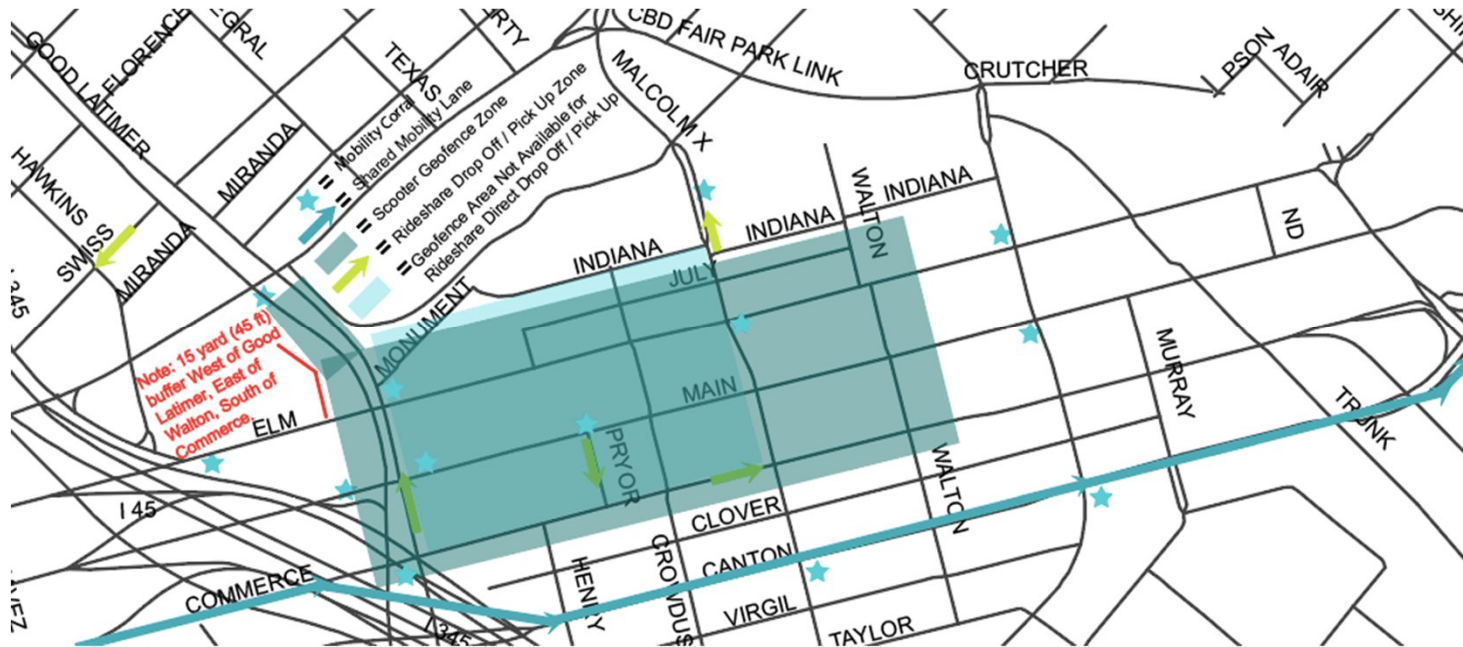 GOOD LATIMER
FLORENCE
EGRAL
TEXAS
RTY
CBD FAIR PARK LINK
MALCOLM X
CRUTCHER
PSON
ADAIR
SHI
HAWKINS
SWISS
MIRANDA
MIRANDA
= Mobility Corral
= Shared Mobility Lane
= Scooter Geofence Zone
= Rideshare Drop Off / Pick Up Zone
= Geofence Area Not Available for
Rideshare Direct Drop Off / Pick Up
I 345
MONUMENT
INDIANA
JULY
INDIANA
WALTON
INDIANA
ND
Note: 15 yard (45 ft)
buffer West of Good
Latimer, East of
Walton, South of
Commerce.
ELM
MAIN
PRYOR
MURRAY
TRUNK
WALTON
I 45
COMMERCE
CLOVER
CANTON
VIRGIL
TAYLOR
HENRY
CROWDUS
I 345
VEZ